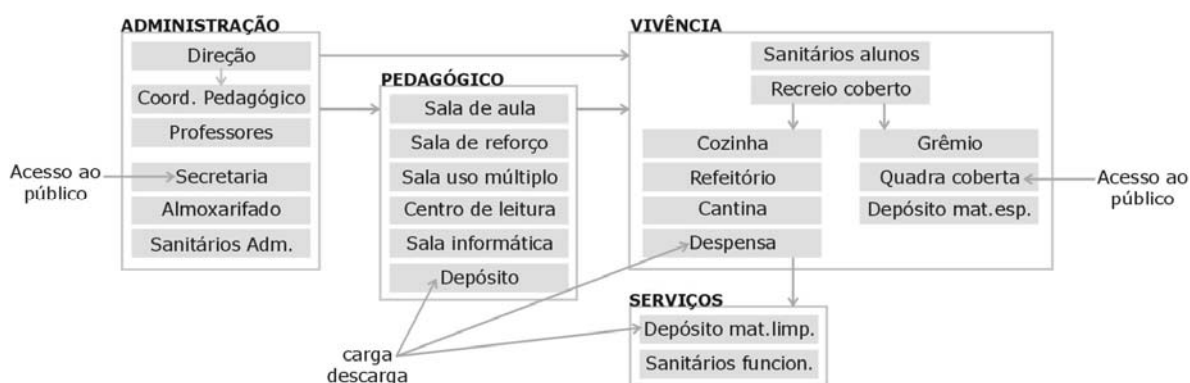 ADMINISTRAÇÃO
Direção
Coord. Pedagógico
Professores
Acesso ao
público
Secretaria
Almoxarifado
Sanitários Adm.
PEDAGÓGICO
Sala de aula
Sala de reforço
Sala uso múltiplo
Centro de leitura
Sala informática
Depósito
VIVÊNCIA
Sanitários alunos
Recreio coberto
Cozinha
Refeitório
Cantina
Despensa
Grêmio
Quadra coberta
Depósito mat.esp.
Acesso ao
público
SERVIÇOS
Depósito mat.limp.
Sanitários funcion.
carga
descarga